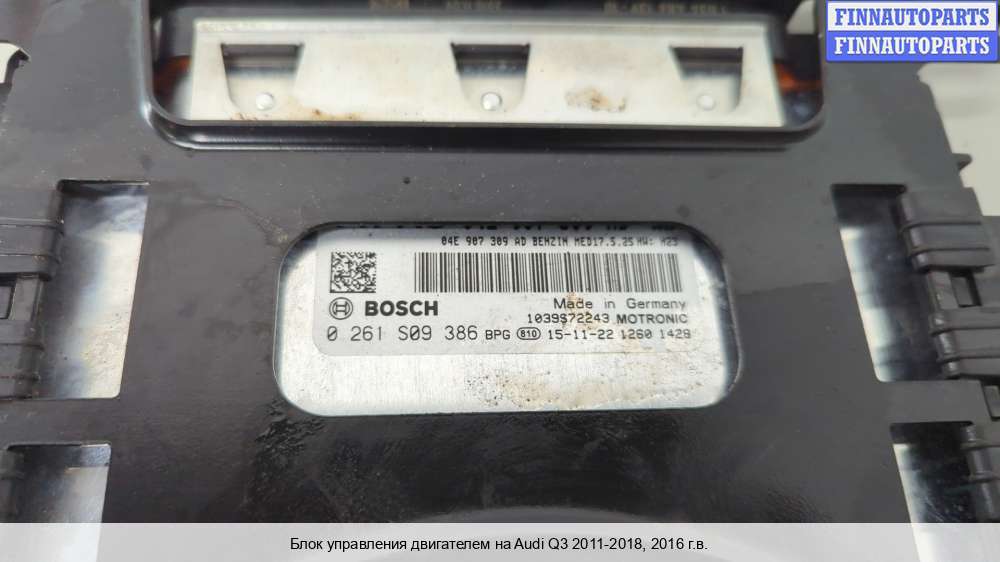 FINNAUTOPARTS
FINNAUTOPARTS
04E 907 309 AD BENZIN MED17.5.25 HW: H23
BOSCH
Made in Germany
1039S72243 MOTRONIC
0 261 S09 386 BPG 810 15-11-22 1260 1428
Блок управления двигателем на Audi Q3 2011-2018, 2016 г.в.